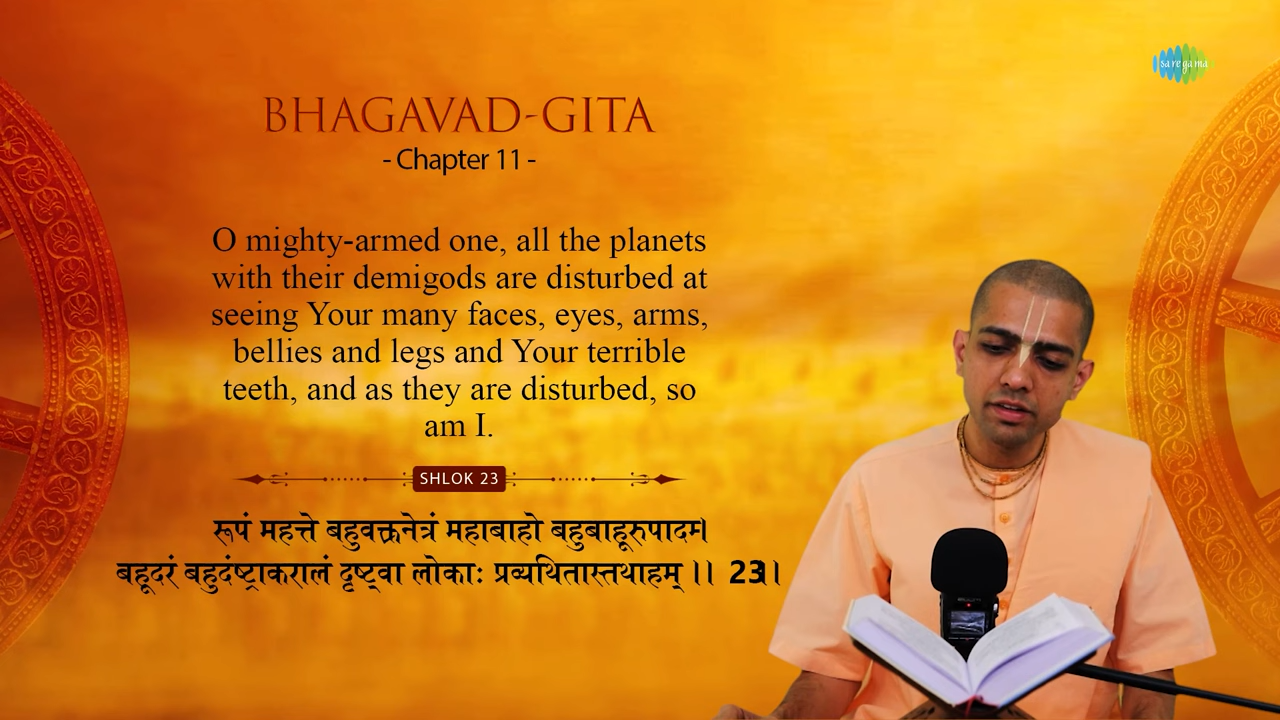 saregama
BHAGAVAD-GITA
- Chapter 11 -
O mighty-armed one, all the planets
with their demigods are disturbed at
seeing Your many faces, eyes, arms,
bellies and legs and Your terrible
teeth, and as they are disturbed, so
am I.
SHLOK 23
रूपं महत्ते बहुवक्त्रनेत्रं महाबाहो बहुबाहूरुपादम्।
बहूदरं बहुदंष्ट्राकरालं दृष्ट्वा लोकाः प्रव्यथितास्तथाहम् ।। 23।।